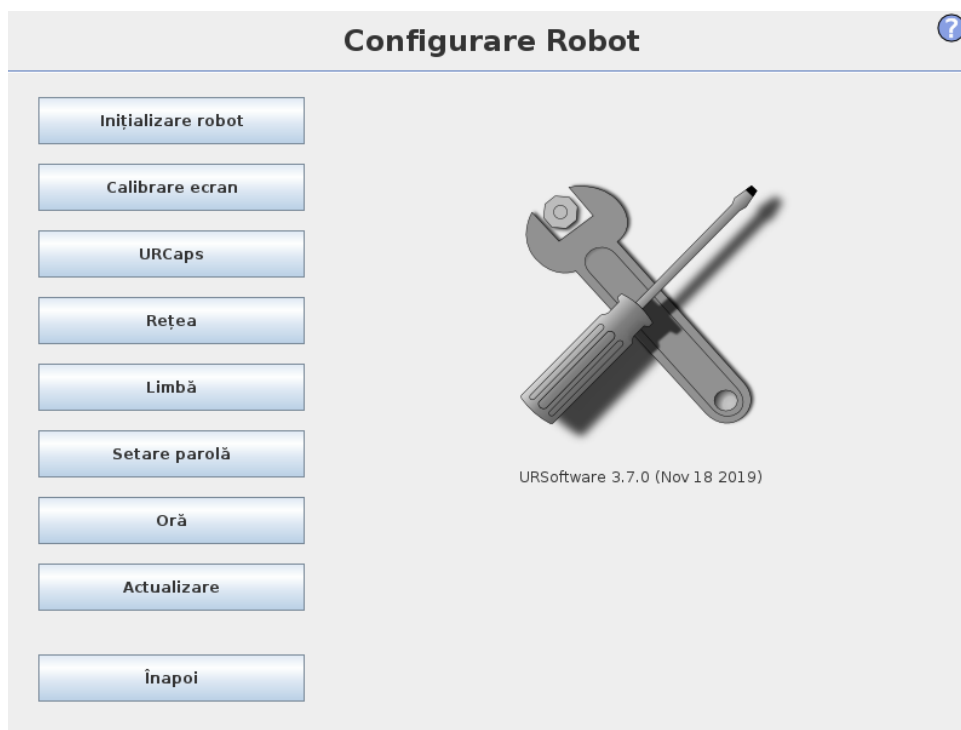 Configurare Robot
?
Inițializare robot
Calibrare ecran
URCaps
Rețea
Limbă
Setare parolă
Oră
Actualizare
Înapoi
URSoftware 3.7.0 (Nov 18 2019)